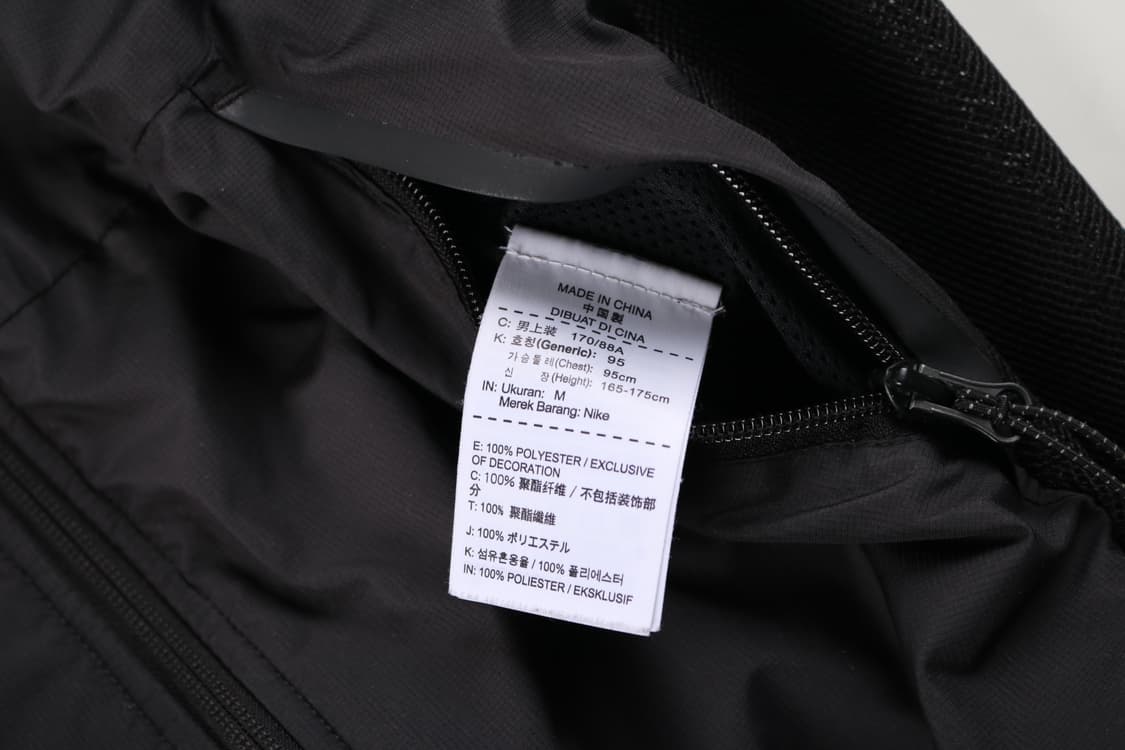 MADE IN CHINA
中国製
DIBUAT DI CINA
C: 男上装 170/88A
K: 호칭(Generic): 95
가슴둘레(Chest): 95cm
신 장(Height): 165-175cm
IN: Ukuran: M
Merek Barang: Nike
E: 100% POLYESTER / EXCLUSIVE
OF DECORATION
C: 100% 聚酯纤维 / 不包括装饰部
分
T: 100% 聚酯纖維
J: 100% ポリエステル
K: 섬유혼용율 / 100% 폴리에스터
IN: 100% POLIESTER / EKSKLUSIF